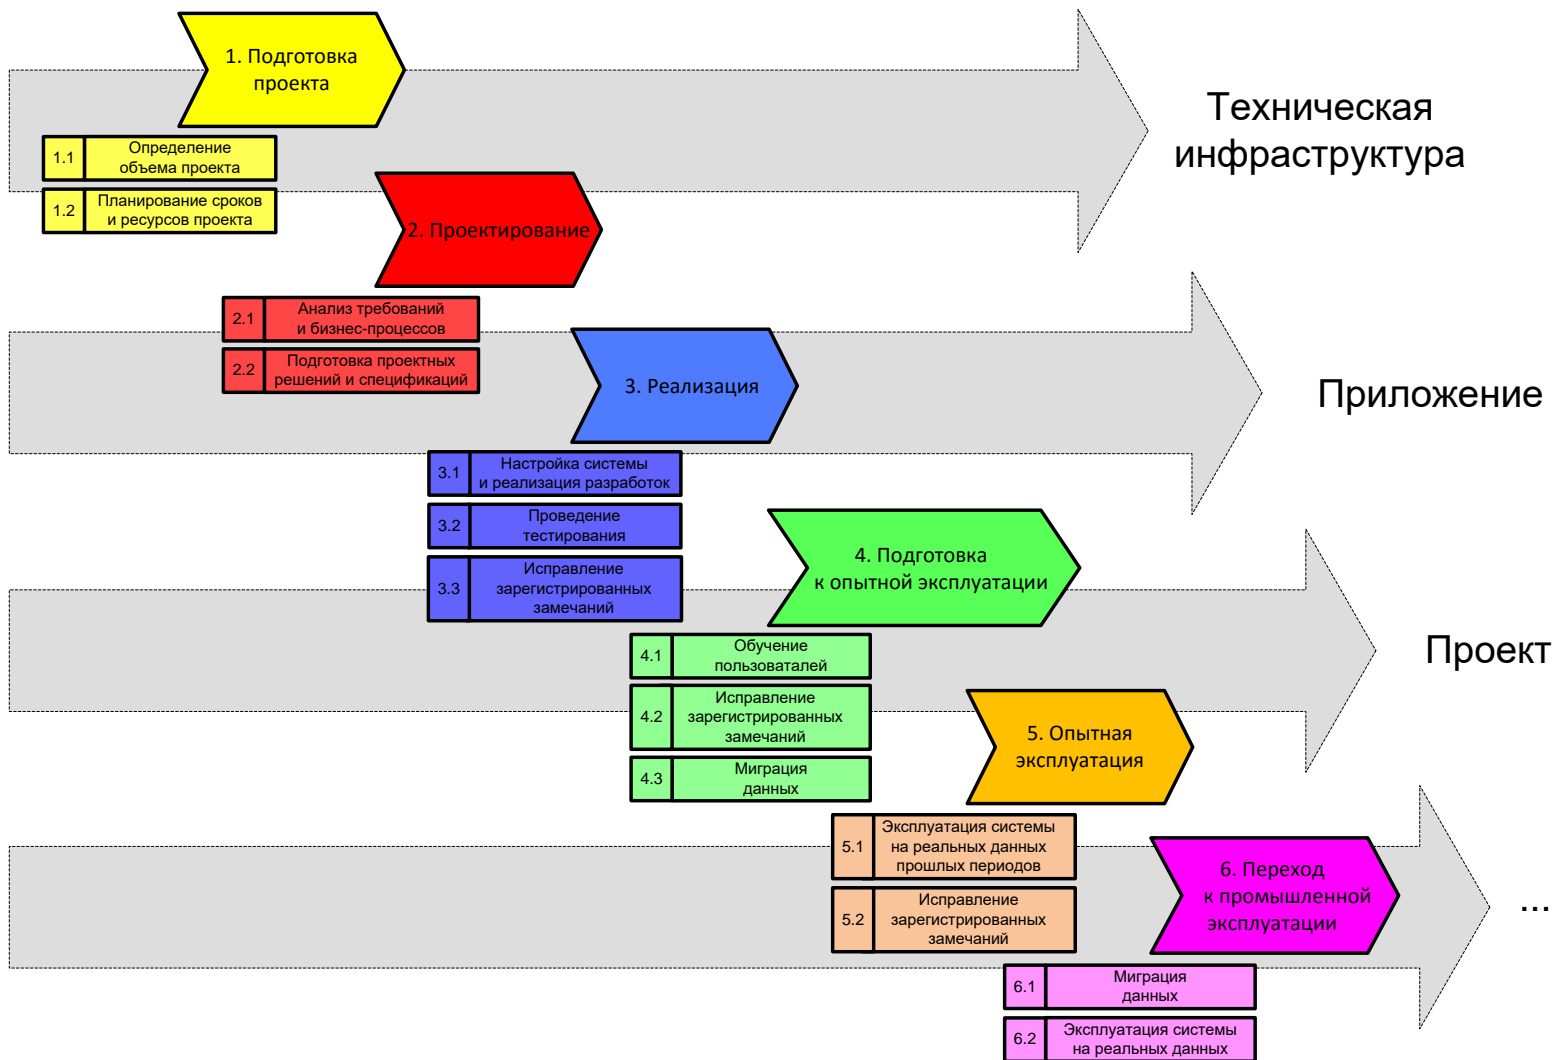 1. Подготовка
проекта
Техническая
инфраструктура
1.1
Определение
объема проекта
1.2
Планирование сроков
и ресурсов проекта
2. Проектирование
2.1
Анализ требований
и бизнес-процессов
2.2
Подготовка проектных
решений и спецификаций
3. Реализация
Приложение
3.1
Настройка системы
и реализация разработок
3.2
Проведение
тестирования
3.3
Исправление
зарегистрированных
замечаний
4. Подготовка
к опытной эксплуатации
Проект
4.1
Обучение
пользоваталей
4.2
Исправление
зарегистрированных
замечаний
4.3
Миграция
данных
5. Опытная
эксплуатация
5.1
Эксплуатация системы
на реальных данных
прошлых периодов
5.2
Исправление
зарегистрированных
замечаний
6. Переход
к промышленной
эксплуатации
...
6.1
Миграция
данных
6.2
Эксплуатация системы
на реальных данных